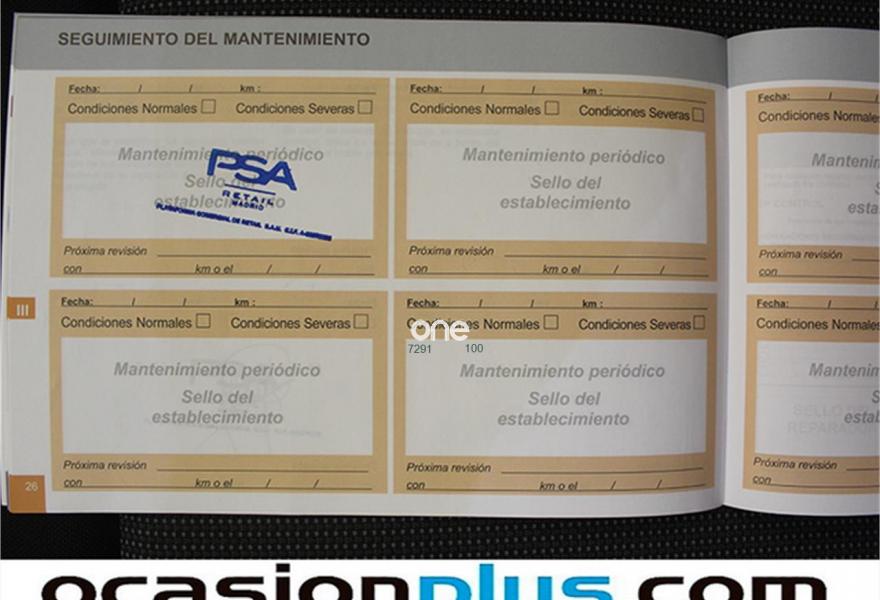 SEGUIMIENTO DEL MANTENIMIENTO
Fecha: / / km :
Condiciones Normales Condiciones Severas
Mantenimiento periódico
Sello del
establecimiento
PSA
RETAIL
MADRID
Próxima revisión
con km o el / /
Fecha: / / km :
Condiciones Normales Condiciones Severas
Mantenimiento periódico
Sello del
establecimiento
Próxima revisión
con km o el / /
Fecha: /
Condiciones Normales
Próxima revisión
con
III
Fecha: / / km :
Condiciones Normales Condiciones Severas
Mantenimiento periódico
Sello del
establecimiento
Próxima revisión
con km o el / /
Fecha: / / km :
Condiciones Normales Condiciones Severas
one
7291 100
Mantenimiento periódico
Sello del
establecimiento
Próxima revisión
con km o el / /
Fecha: /
Condiciones Normales
Próxima revisión
con
26
ocasionplus.com